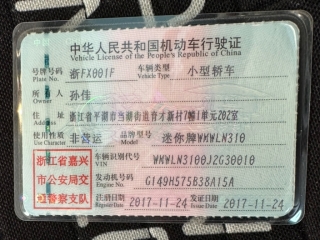 中华人民共和国机动车行驶证
Vehicle License of the People's Republic of China
号牌号码 浙FX001F 车辆类型 小型轿车
Plate No. Vehicle Type
所有人 孙佳
Owner
住址 浙江省平湖市当湖街道育才新村7幢1单元202室
Address
使用性质 非营运 品牌型号 迷你牌WMWLN310
Use Character Model
浙江省嘉兴
市公安局交
通警察支队
车辆识别代号 WMWLN3100J2G30010
VIN
发动机号码 G149H575B38A15A
Engine No.
注册日期 2017-11-24 发证日期 2017-11-24
Register Date Issue Date